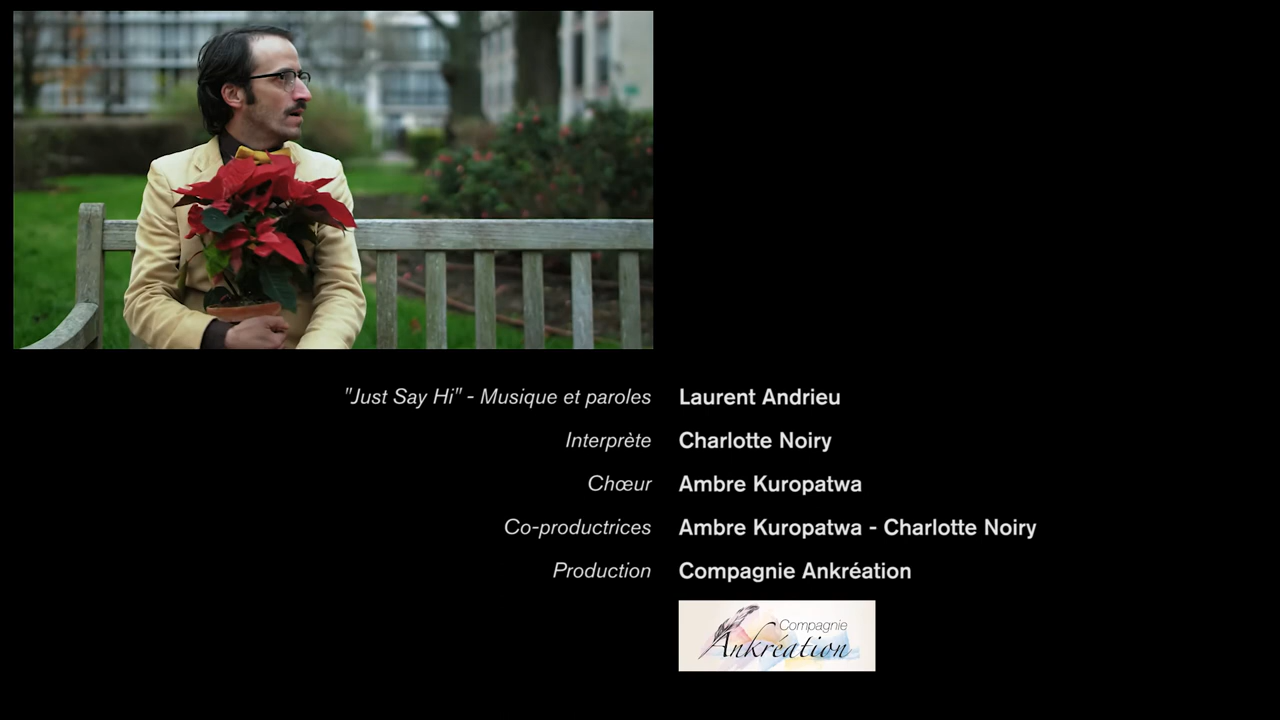 "Just Say Hi" - Musique et paroles Laurent Andrieu
Interprète Charlotte Noiry
Chœur Ambre Kuropatwa
Co-productrices Ambre Kuropatwa - Charlotte Noiry
Production Compagnie Ankréation
Compagnie
Ankréation